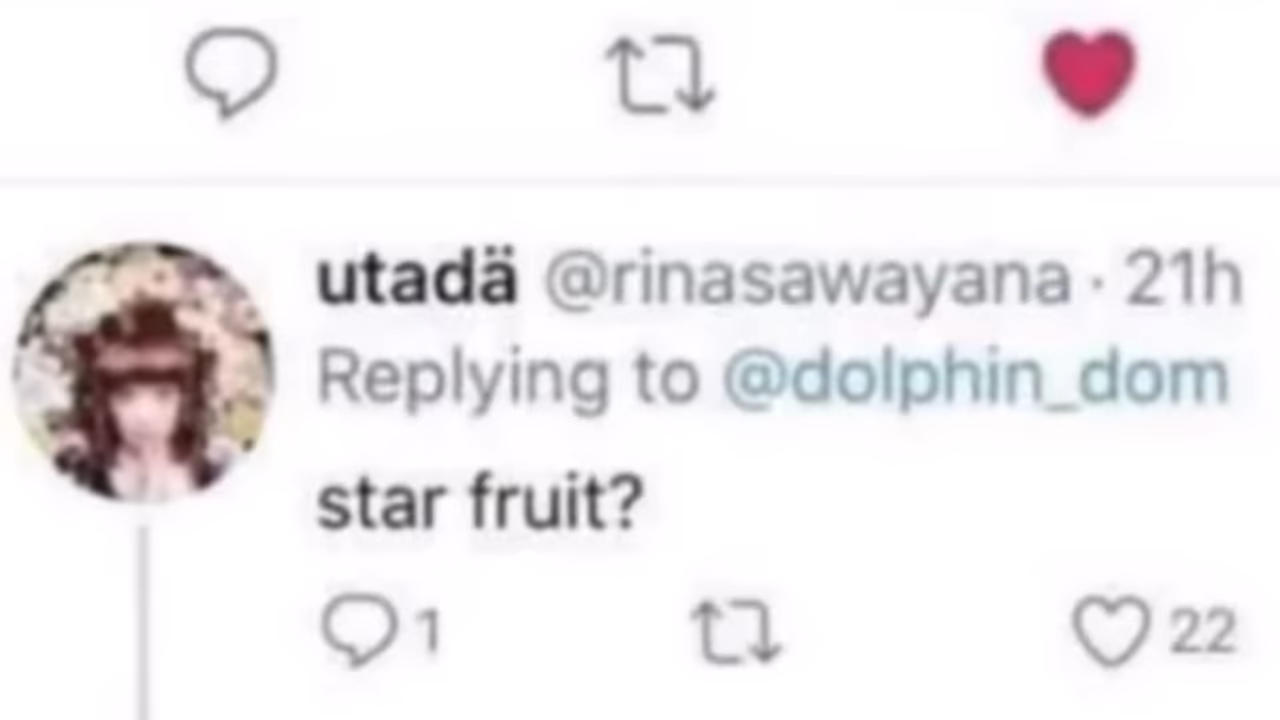 utadä @rinasawayana · 21h
Replying to @dolphin_dom
star fruit?
1 22